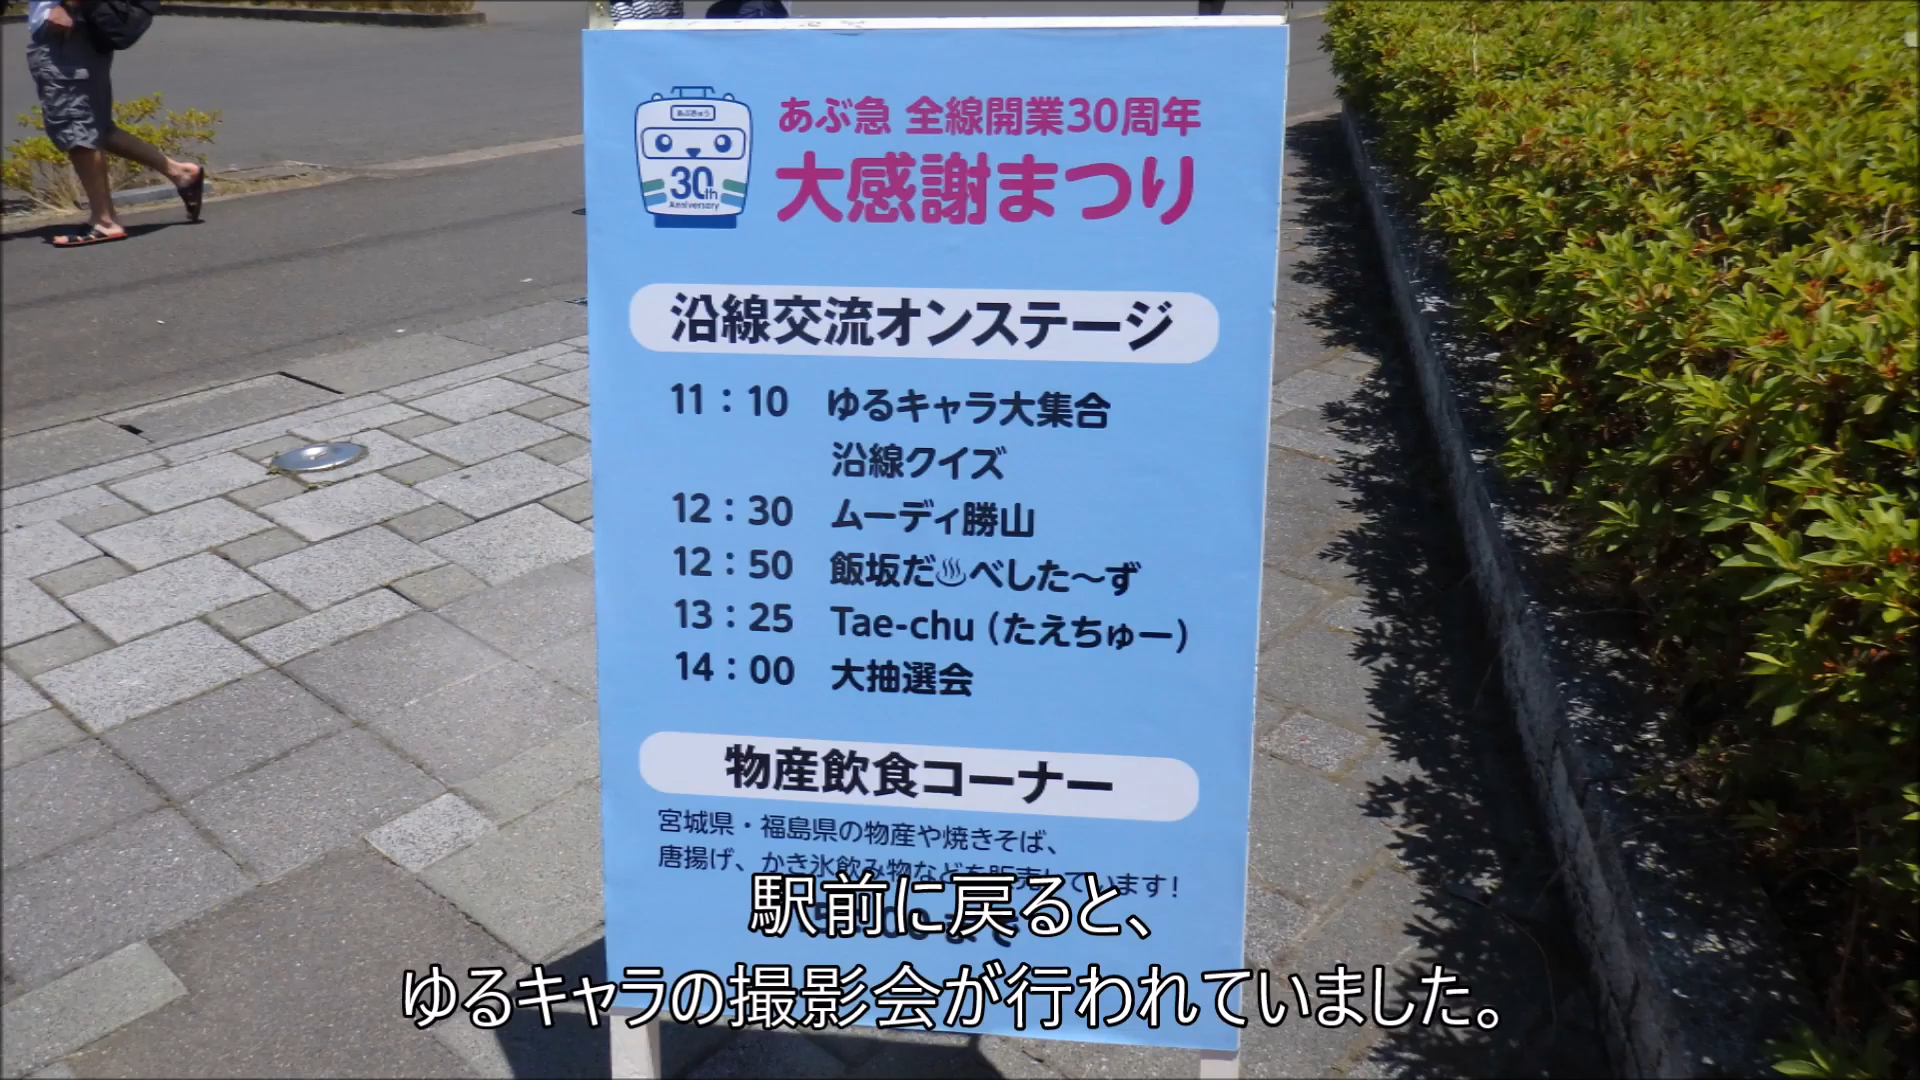 あぶきゅう
30th
Anniversary
あぶ急 全線開業30周年
大感謝まつり
沿線交流オンステージ
11：10 ゆるキャラ大集合
沿線クイズ
12：30 ムーディ勝山
12：50 飯坂だ♨べした～ず
13：25 Tae-chu (たえちゅー)
14：00 大抽選会
物産飲食コーナー
宮城県・福島県の物産や焼きそば、
唐揚げ、かき氷飲み物などを販売しています!
まで
駅前に戻ると、
ゆるキャラの撮影会が行われていました。